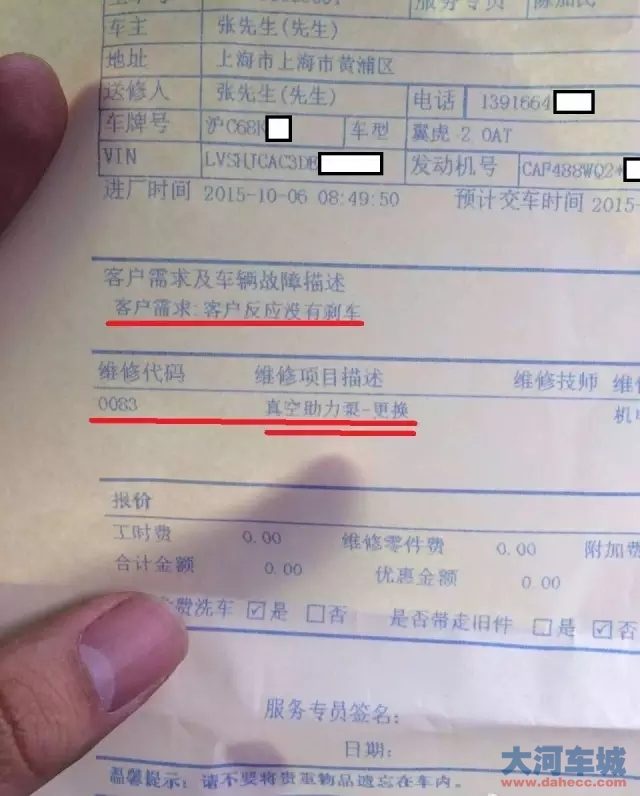 服务专员
车主 张先生(先生)
地址 上海市上海市黄浦区
送修人 张先生(先生) 电话 1391664
车牌号 沪C68K 车型 翼虎 2.0AT
VIN LVSHJCAC3DE 发动机号 CAF488WQ2*
进厂时间 2015-10-06 08:49:50 预计交车时间 2015-
客户需求及车辆故障描述
客户需求:客户反应没有刹车
维修代码 维修项目描述 维修技师 维
0083 真空助力泵-更换 机
报价
工时费 0.00 维修零件费 0.00 附加费
合计金额 0.00 优惠金额 0.00
费洗车 ☑是 ☐否 是否带走旧件 ☐是 ☑否
服务专员签名:
日期:
温馨提示: 请不要将贵重物品遗忘在车内。
大河车城
www.dahecc.com